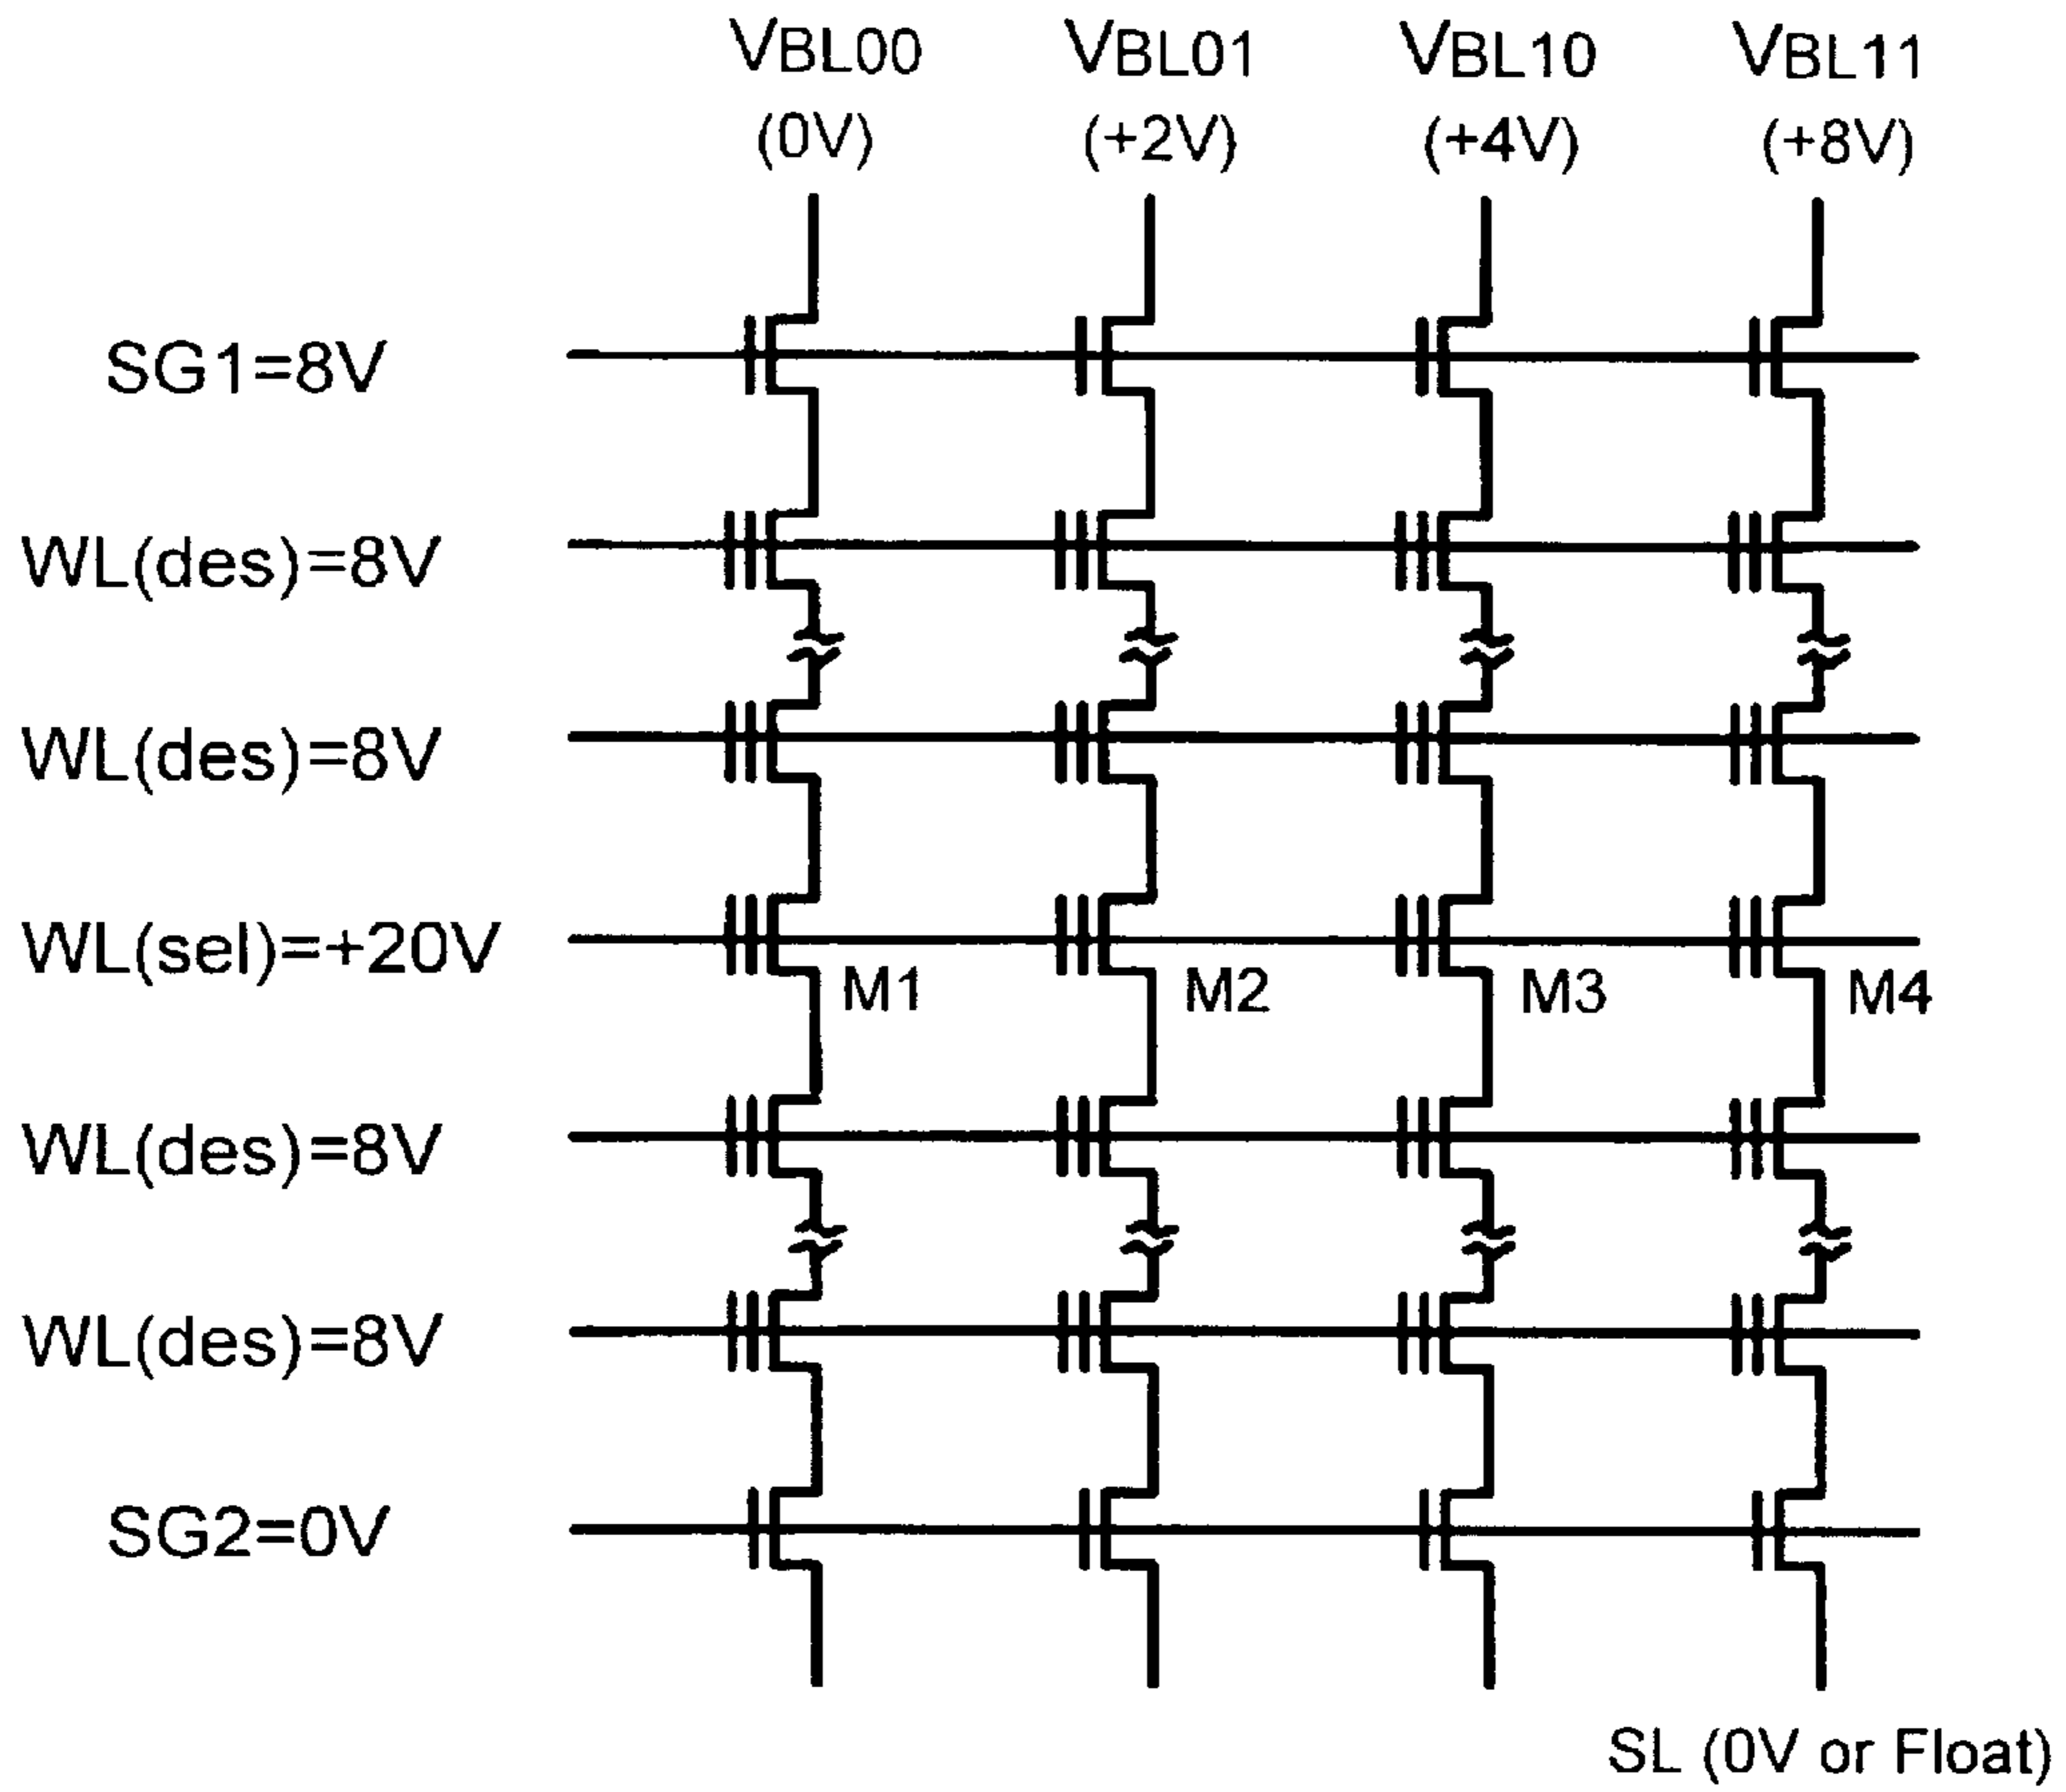 VBL00 VBL01 VBL10 VBL11
(0V) (+2V) (+4V) (+8V)
SG1=8V
WL(des)=8V
WL(des)=8V
WL(sel)=+20V
M1 M2 M3 M4
WL(des)=8V
WL(des)=8V
SG2=0V
SL (0V or Float)